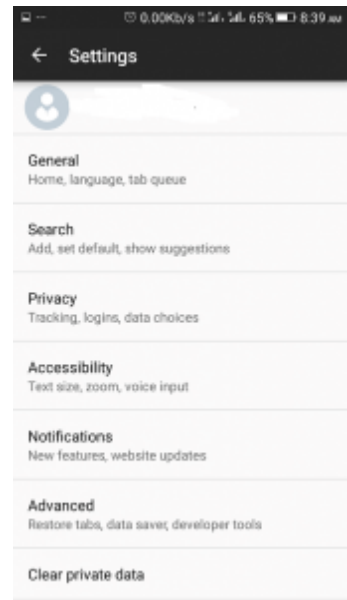 0.00Kb/s 65% 8:39 AM
Settings
General
Home, language, tab queue
Search
Add, set default, show suggestions
Privacy
Tracking, logins, data choices
Accessibility
Text size, zoom, voice input
Notifications
New features, website updates
Advanced
Restore tabs, data saver, developer tools
Clear private data